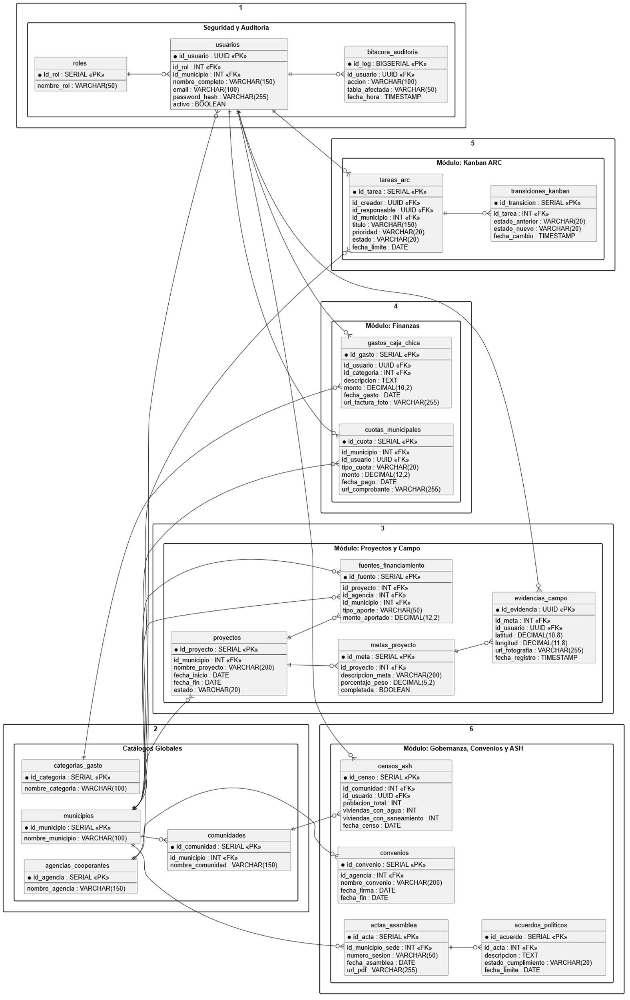 1
Seguridad y Auditoría
roles
id_rol : SERIAL «PK»
nombre_rol : VARCHAR(50)
usuarios
id_usuario : UUID «PK»
id_rol : INT «FK»
id_municipio : INT «FK»
nombre_completo : VARCHAR(150)
email : VARCHAR(100)
password_hash : VARCHAR(255)
activo : BOOLEAN
bitacora_auditoria
id_log : BIGSERIAL «PK»
id_usuario : UUID «FK»
accion : VARCHAR(100)
tabla_afectada : VARCHAR(50)
fecha_hora : TIMESTAMP
5
Módulo: Kanban ARC
tareas_arc
id_tarea : SERIAL «PK»
id_creador : UUID «FK»
id_responsable : UUID «FK»
id_municipio : INT «FK»
titulo : VARCHAR(150)
prioridad : VARCHAR(20)
estado : VARCHAR(20)
fecha_limite : DATE
transiciones_kanban
id_transicion : SERIAL «PK»
id_tarea : INT «FK»
estado_anterior : VARCHAR(20)
estado_nuevo : VARCHAR(20)
fecha_cambio : TIMESTAMP
4
Módulo: Finanzas
gastos_caja_chica
id_gasto : SERIAL «PK»
id_usuario : UUID «FK»
id_categoria : INT «FK»
descripcion : TEXT
monto : DECIMAL(10,2)
fecha_gasto : DATE
url_factura_foto : VARCHAR(255)
cuotas_municipales
id_cuota : SERIAL «PK»
id_municipio : INT «FK»
id_usuario : UUID «FK»
tipo_cuota : VARCHAR(20)
monto : DECIMAL(12,2)
fecha_pago : DATE
url_comprobante : VARCHAR(255)
3
Módulo: Proyectos y Campo
fuentes_financiamiento
id_fuente : SERIAL «PK»
id_proyecto : INT «FK»
id_agencia : INT «FK»
id_municipio : INT «FK»
tipo_aporte : VARCHAR(50)
monto_aportado : DECIMAL(12,2)
evidencias_campo
id_evidencia : UUID «PK»
id_meta : INT «FK»
id_usuario : UUID «FK»
latitud : DECIMAL(10,8)
longitud : DECIMAL(11,8)
url_fotografia : VARCHAR(255)
fecha_registro : TIMESTAMP
proyectos
id_proyecto : SERIAL «PK»
id_municipio : INT «FK»
nombre_proyecto : VARCHAR(200)
fecha_inicio : DATE
fecha_fin : DATE
estado : VARCHAR(20)
metas_proyecto
id_meta : SERIAL «PK»
id_proyecto : INT «FK»
descripcion_meta : VARCHAR(200)
porcentaje_peso : DECIMAL(5,2)
completada : BOOLEAN
2
Catálogos Globales
categorias_gasto
id_categoria : SERIAL «PK»
nombre_categoria : VARCHAR(100)
municipios
id_municipio : SERIAL «PK»
nombre_municipio : VARCHAR(100)
comunidades
id_comunidad : SERIAL «PK»
id_municipio : INT «FK»
nombre_comunidad : VARCHAR(150)
agencias_cooperantes
id_agencia : SERIAL «PK»
nombre_agencia : VARCHAR(150)
6
Módulo: Gobernanza, Convenios y ASH
censos_ash
id_censo : SERIAL «PK»
id_comunidad : INT «FK»
id_usuario : UUID «FK»
poblacion_total : INT
viviendas_con_agua : INT
viviendas_con_saneamiento : INT
fecha_censo : DATE
convenios
id_convenio : SERIAL «PK»
id_agencia : INT «FK»
nombre_convenio : VARCHAR(200)
fecha_firma : DATE
fecha_fin : DATE
actas_asamblea
id_acta : SERIAL «PK»
id_municipio_sede : INT «FK»
numero_sesion : VARCHAR(50)
fecha_asamblea : DATE
url_pdf : VARCHAR(255)
acuerdos_politicos
id_acuerdo : SERIAL «PK»
id_acta : INT «FK»
descripcion : TEXT
estado_cumplimiento : VARCHAR(20)
fecha_limite : DATE